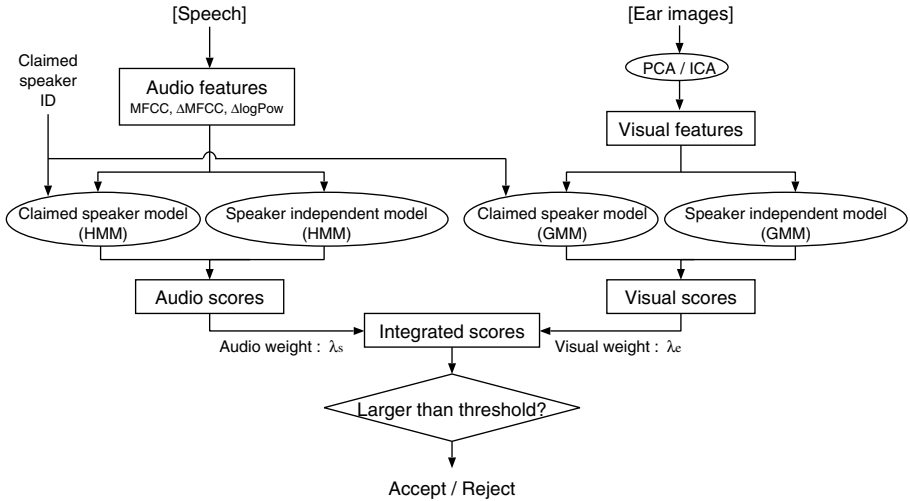 [Speech]
[Ear images]
Claimed
speaker
ID
Audio features
MFCC, ΔMFCC, ΔlogPow
PCA / ICA
Visual features
Claimed speaker model
(HMM)
Speaker independent model
(HMM)
Claimed speaker model
(GMM)
Speaker independent model
(GMM)
Audio scores
Visual scores
Integrated scores
Audio weight : λs
Visual weight : λe
Larger than threshold?
Accept / Reject